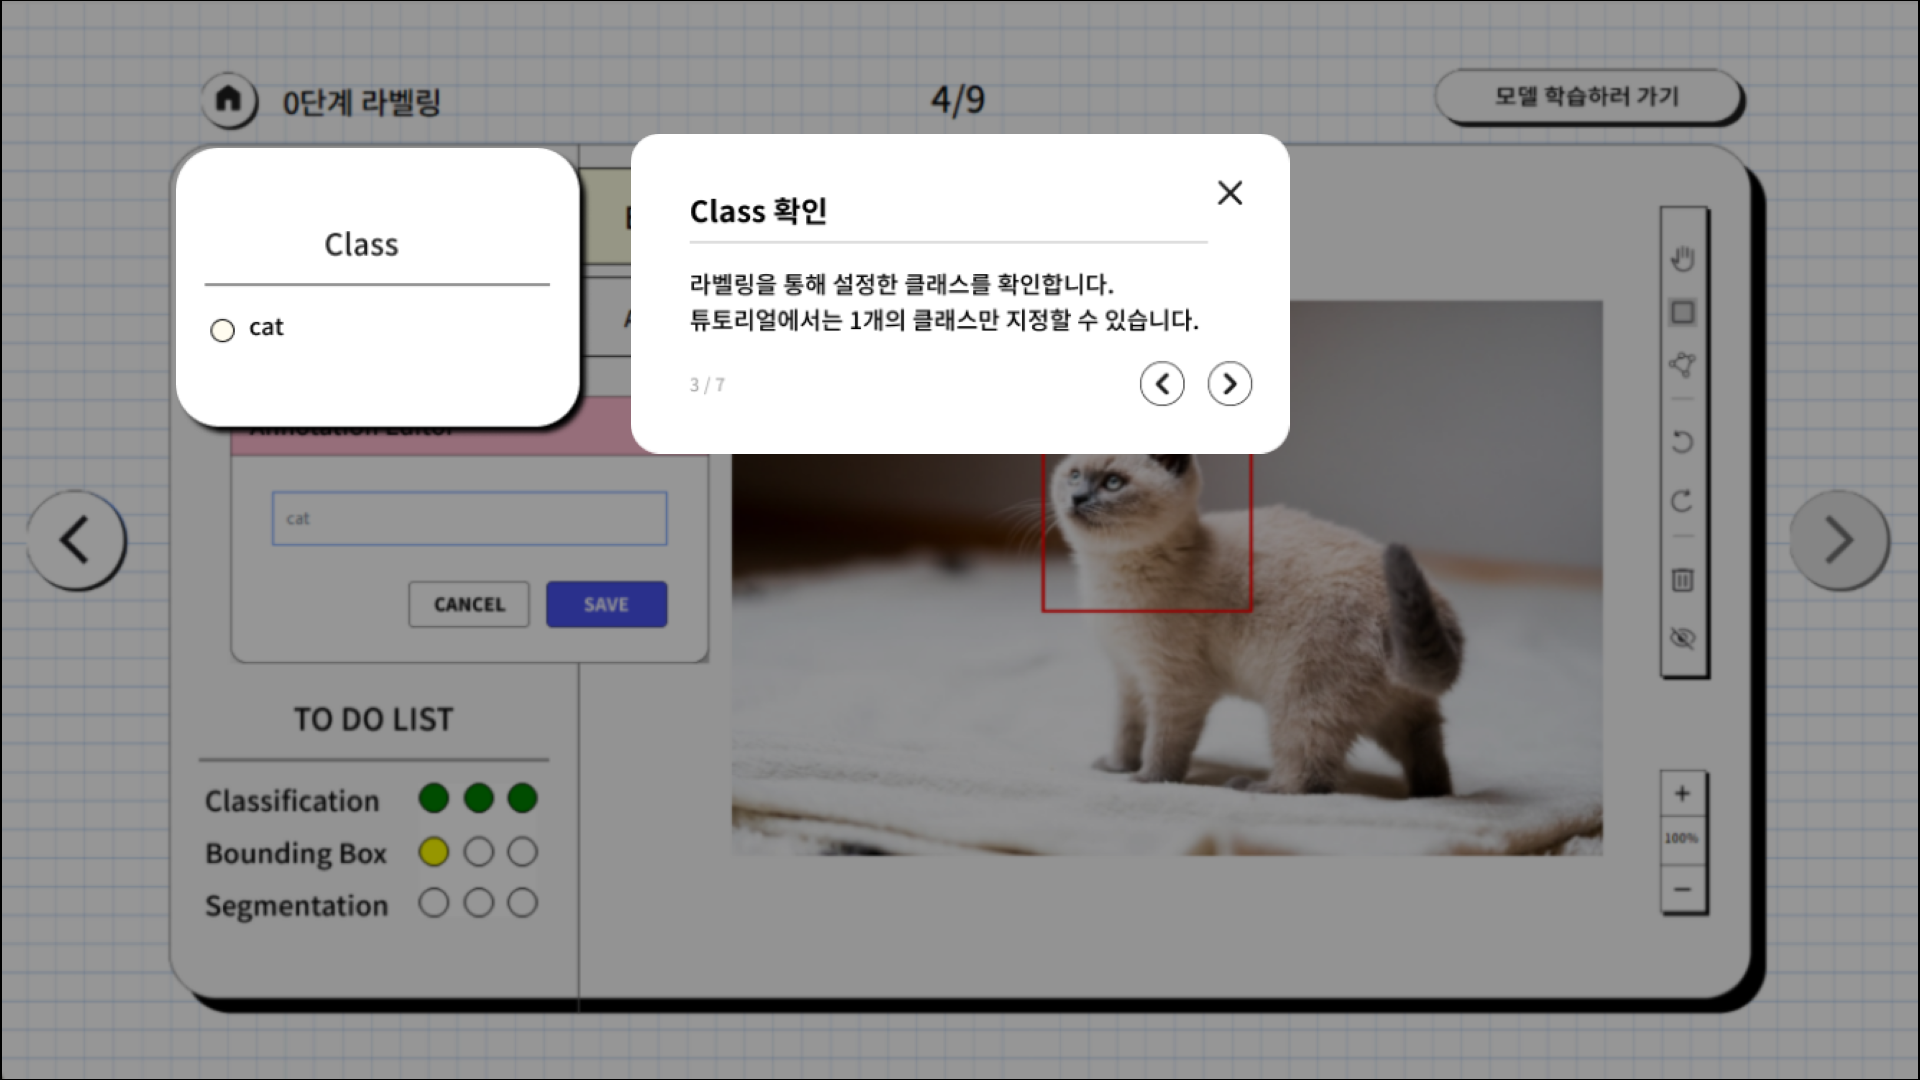 0단계 라벨링
4/9
모델 학습하러 가기
Class
cat
Class 확인
라벨링을 통해 설정한 클래스를 확인합니다.
튜토리얼에서는 1개의 클래스만 지정할 수 있습니다.
3 / 7
Annotation Editor
cat
CANCEL
SAVE
TO DO LIST
Classification
Bounding Box
Segmentation
100%